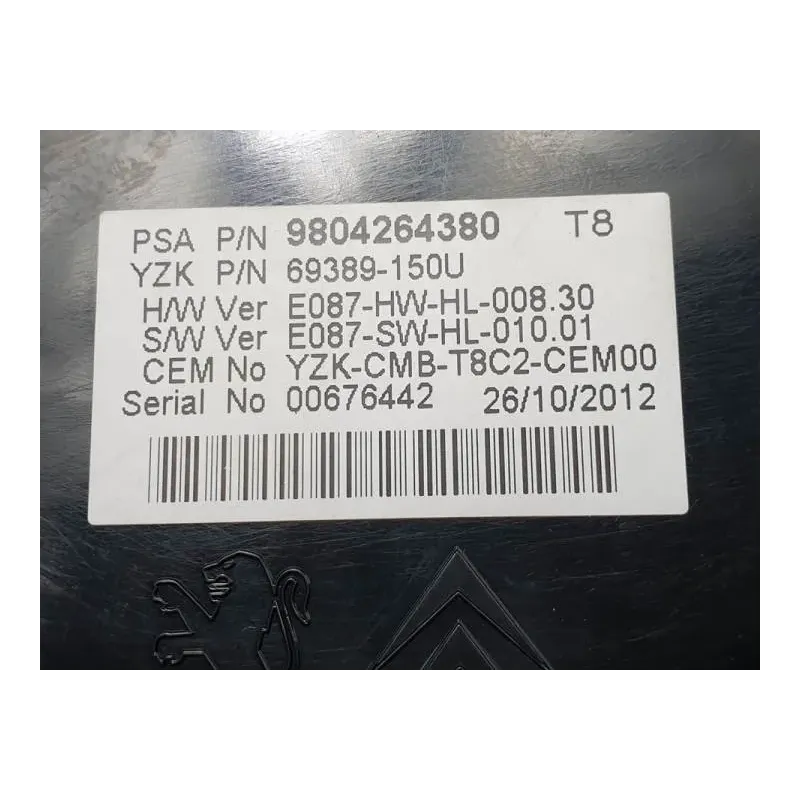 PSA P/N 9804264380 T8
YZK P/N 69389-150U
H/W Ver E087-HW-HL-008.30
S/W Ver E087-SW-HL-010.01
CEM No YZK-CMB-T8C2-CEM00
Serial No 00676442 26/10/2012